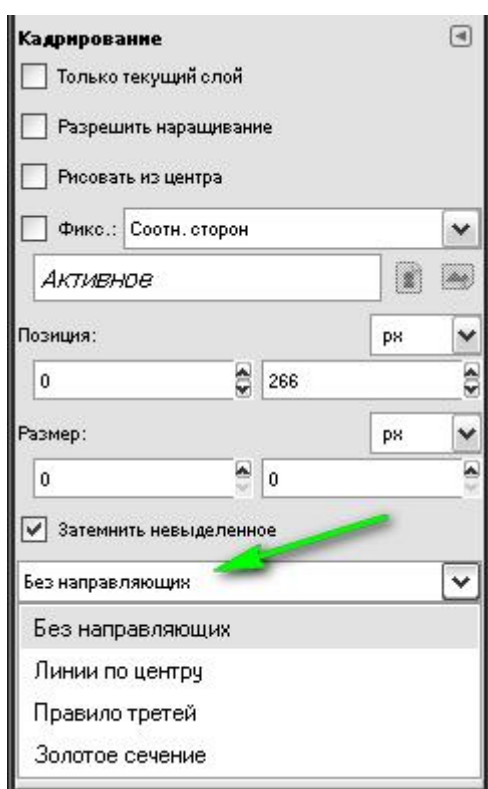 Кадрирование
Только текущий слой
Разрешить наращивание
Рисовать из центра
Фикс.: Соотн. сторон
Активное
Позиция: px
0 266
Размер: px
0 0
Затемнить невыделенное
Без направляющих
Без направляющих
Линии по центру
Правило третей
Золотое сечение